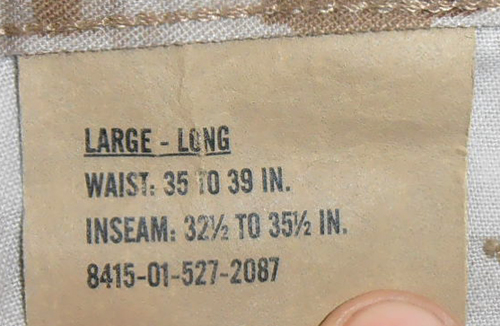 LARGE - LONG
WAIST: 35 TO 39 IN.
INSEAM: 32½ TO 35½ IN.
8415-01-527-2087